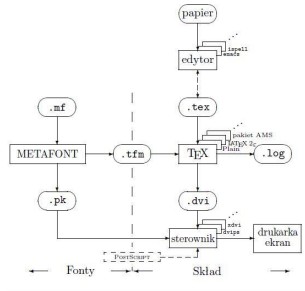 papier
ispell
emacs
edytor
.mf
.tex
pakiet AMS
LaTeX 2ε
Plain
METAFONT
.tfm
TeX
.log
.pk
.dvi
xdvi
dvips
sterownik
drukarka
ekran
PostScript
Fonty
Skład